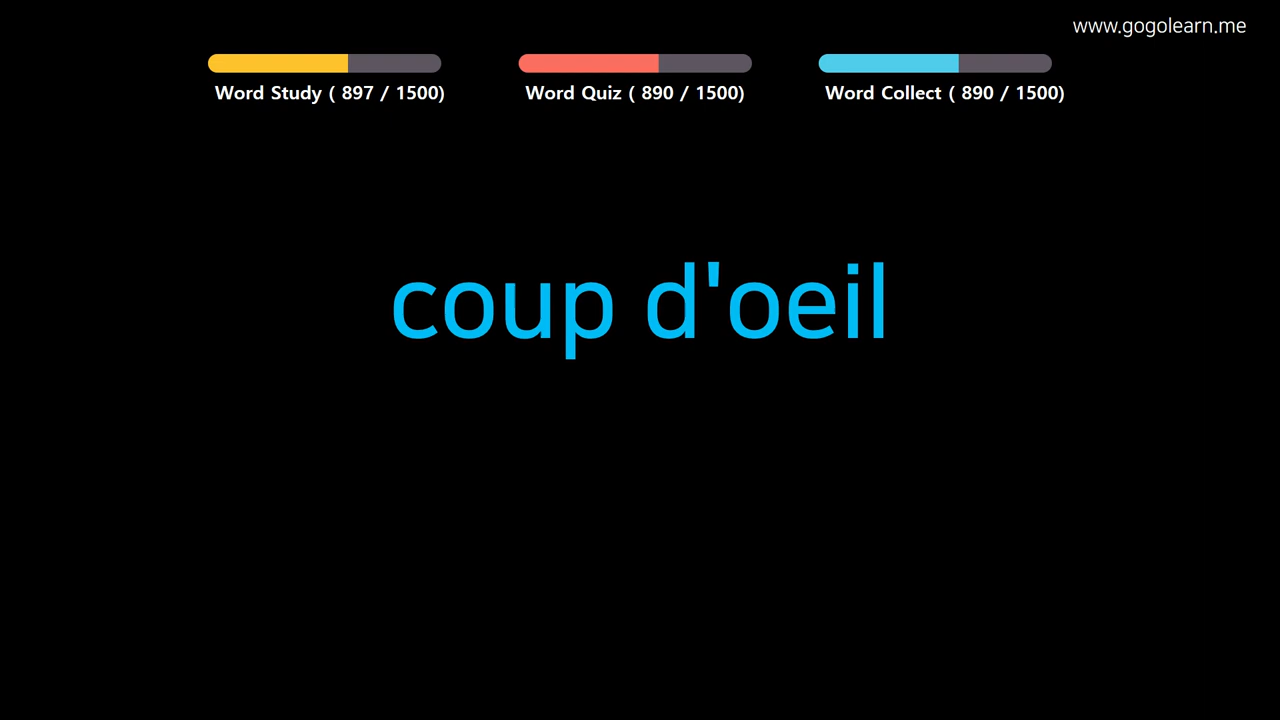 www.gogolearn.me
Word Study ( 897 / 1500)
Word Quiz ( 890 / 1500)
Word Collect ( 890 / 1500)
coup d'oeil